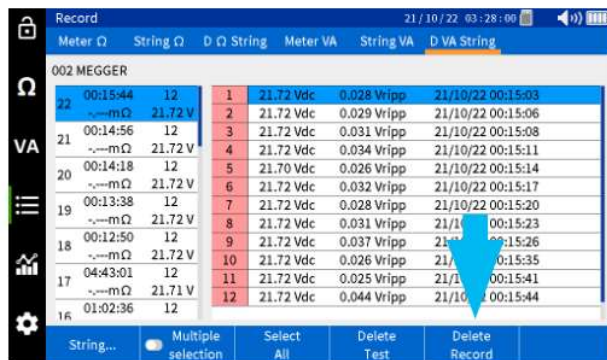 Record 21/10/22 03:28:00
Meter Ω String Ω D Ω String Meter VA String VA D VA String
002 MEGGER
Ω
VA
22 00:15:44 12
-.---mΩ 21.72 V
21 00:14:56 12
-.---mΩ 21.72 V
20 00:14:18 12
-.---mΩ 21.72 V
19 00:13:38 12
-.---mΩ 21.72 V
18 00:12:50 12
-.---mΩ 21.72 V
17 04:43:01 12
-.---mΩ 21.71 V
16 01:02:36 12
1 21.72 Vdc 0.028 Vripp 21/10/22 00:15:03
2 21.72 Vdc 0.029 Vripp 21/10/22 00:15:06
3 21.72 Vdc 0.031 Vripp 21/10/22 00:15:08
4 21.72 Vdc 0.034 Vripp 21/10/22 00:15:11
5 21.70 Vdc 0.026 Vripp 21/10/22 00:15:14
6 21.72 Vdc 0.032 Vripp 21/10/22 00:15:17
7 21.72 Vdc 0.028 Vripp 21/10/22 00:15:20
8 21.72 Vdc 0.031 Vripp 21/1 00:15:23
9 21.72 Vdc 0.037 Vripp 21/ :15:26
10 21.72 Vdc 0.026 Vripp 21 0:15:35
11 21.72 Vdc 0.025 Vripp 21/1 :15:41
12 21.72 Vdc 0.044 Vripp 21/10/ 00:15:44
String...
Multiple selection
Select All
Delete Test
Delete Record